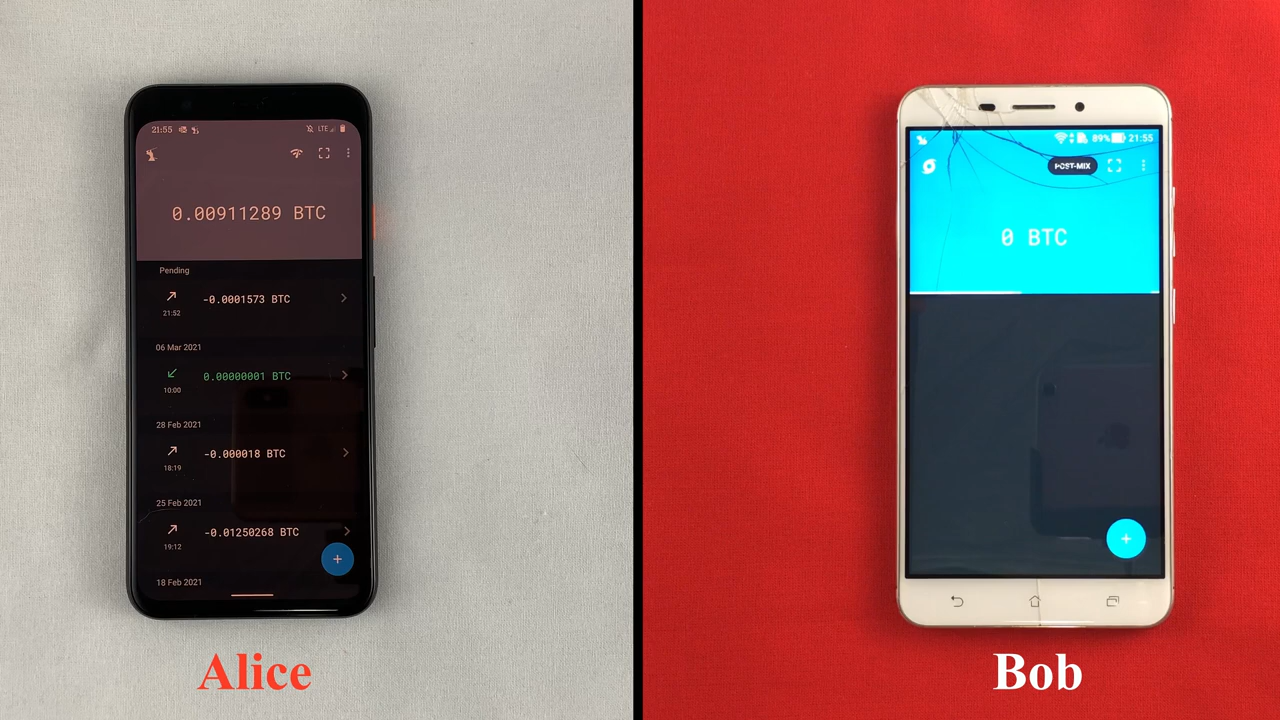 21:55
LTE
0.00911289 BTC
Pending
-0.0001573 BTC
21:52
06 Mar 2021
0.00000001 BTC
10:00
28 Feb 2021
-0.000018 BTC
18:19
25 Feb 2021
-0.01250268 BTC
19:12
+
18 Feb 2021
Alice
89% 21:55
POST-MIX
0 BTC
+
Bob